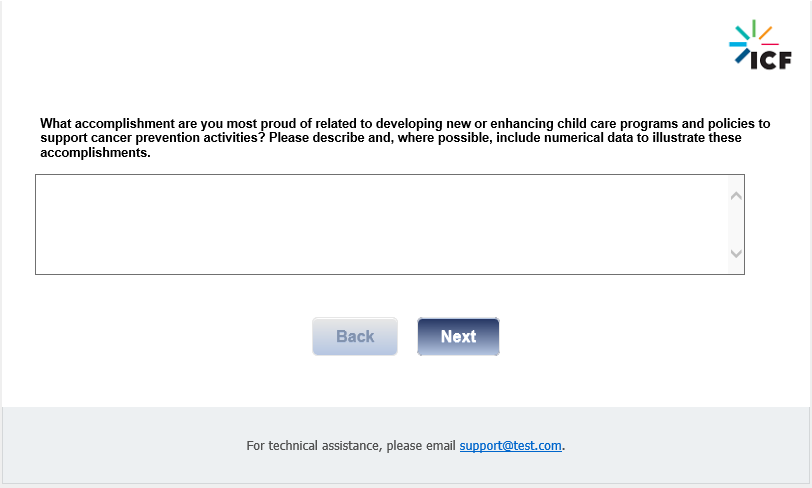 ICF
What accomplishment are you most proud of related to developing new or enhancing child care programs and policies to
support cancer prevention activities? Please describe and, where possible, include numerical data to illustrate these
accomplishments.
Back
Next
For technical assistance, please email support@test.com.